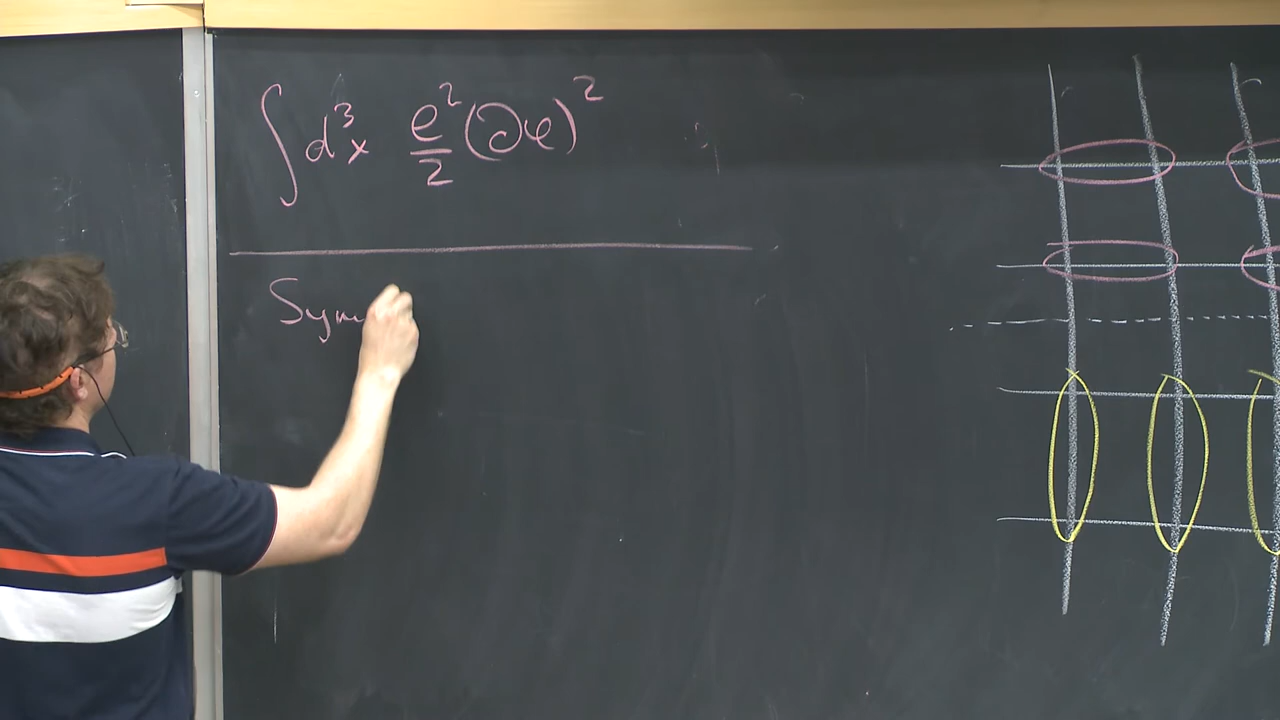 ∫ d³x e²/2 (∂φ)²
Sym